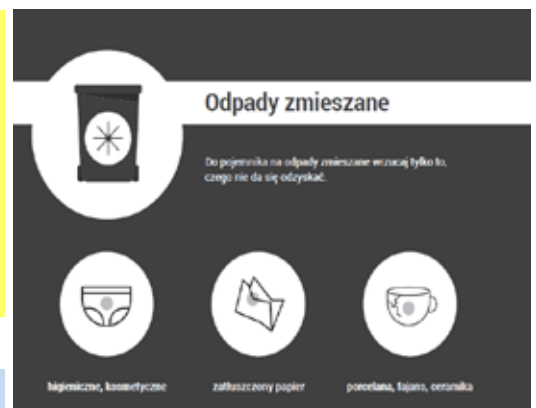 Odpady zmieszane
Do pojemnika na odpady zmieszane wrzucaj tylko to,
czego nie da się odzyskać.
higieniczne, kosmetyczne
zatłuszczony papier
porcelana, fajans, ceramika